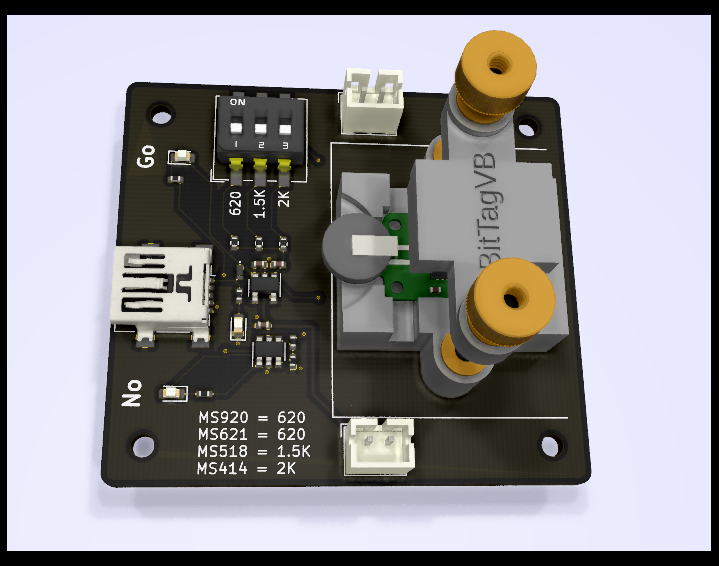 ON
1 2 3
Go
620
1.5K
2K
BitTagVB
No
MS920 = 620
MS621 = 620
MS518 = 1.5K
MS414 = 2K